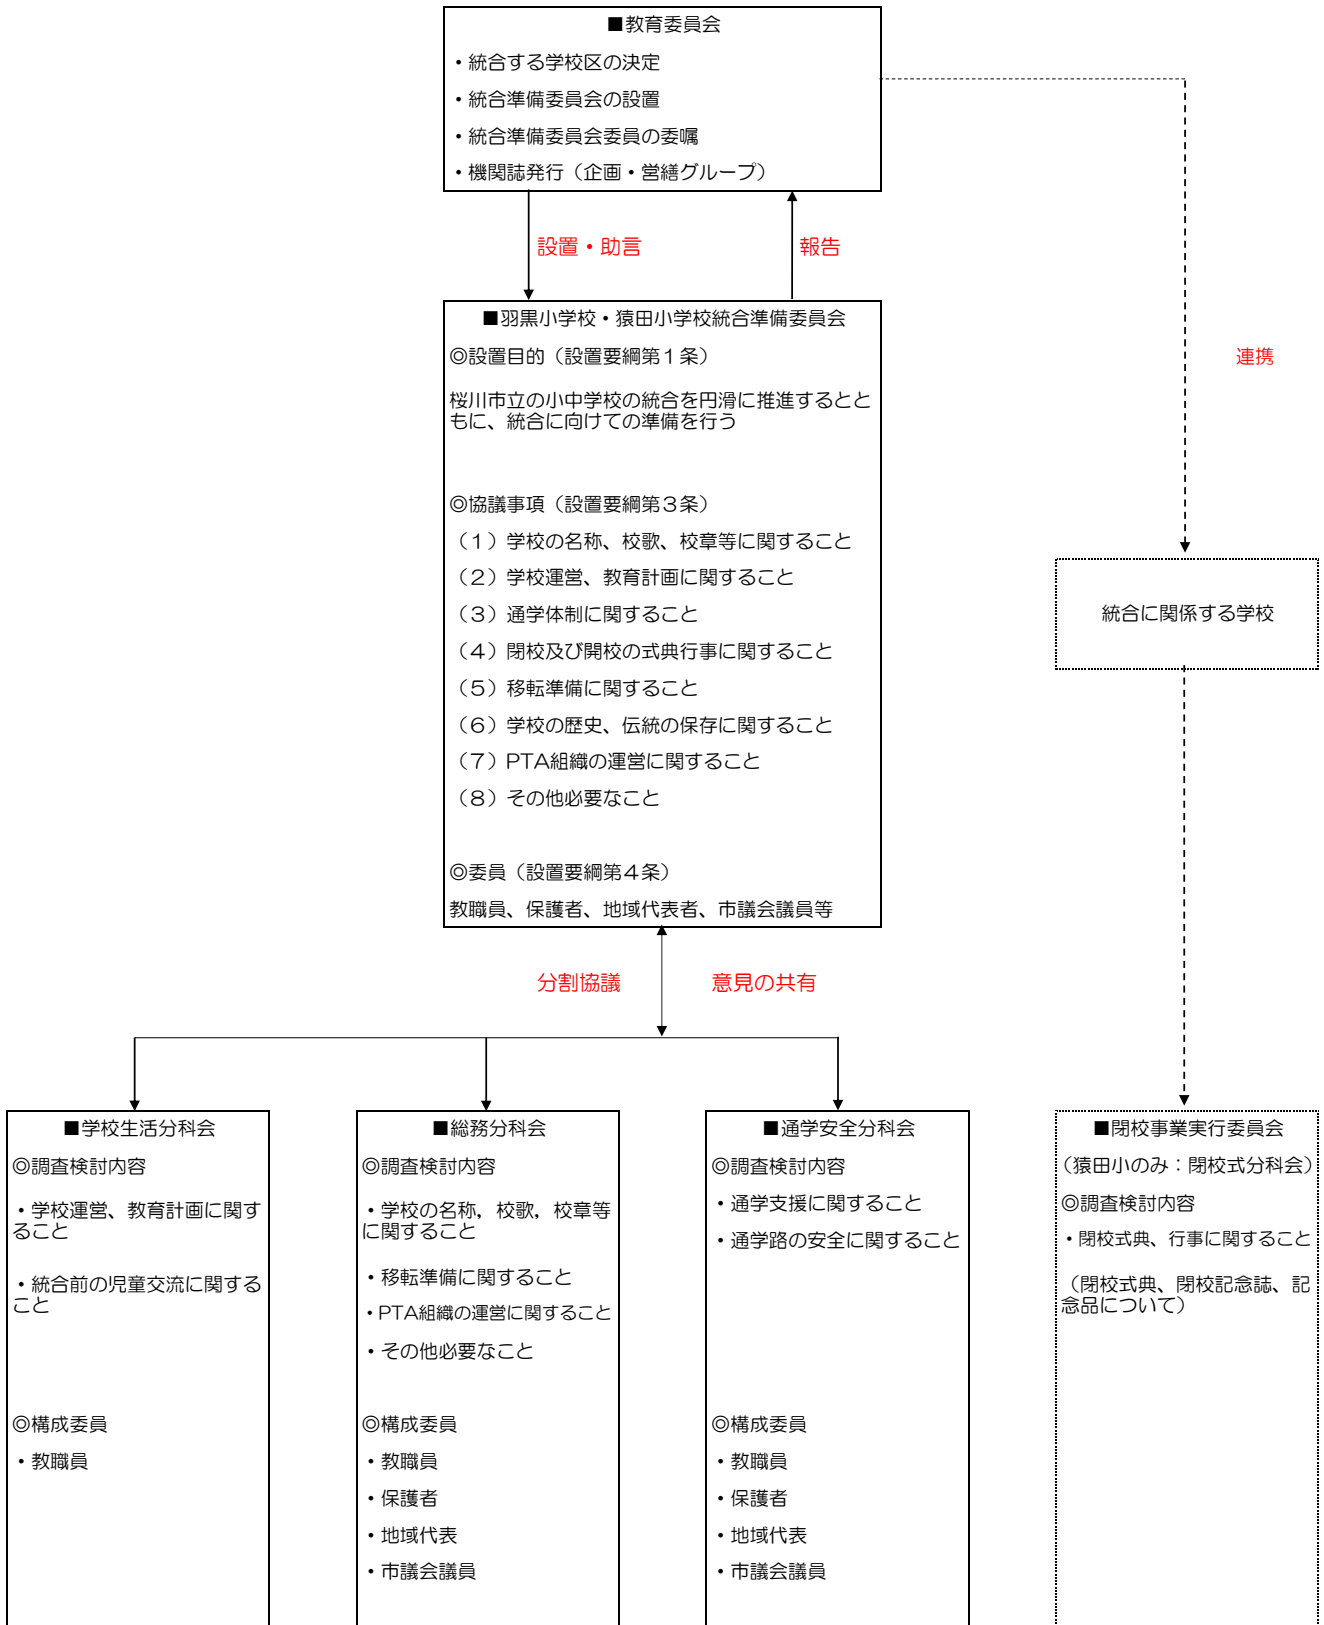 ■教育委員会
・統合する学校区の決定
・統合準備委員会の設置
・統合準備委員会委員の委嘱
・機関誌発行（企画・営繕グループ）
設置・助言
報告
■羽黒小学校・猿田小学校統合準備委員会
◎設置目的（設置要綱第１条）
桜川市立の小中学校の統合を円滑に推進するとと
もに、統合に向けての準備を行う
◎協議事項（設置要綱第３条）
（１）学校の名称、校歌、校章等に関すること
（２）学校運営、教育計画に関すること
（３）通学体制に関すること
（４）閉校及び開校の式典行事に関すること
（５）移転準備に関すること
（６）学校の歴史、伝統の保存に関すること
（７）PTA組織の運営に関すること
（８）その他必要なこと
◎委員（設置要綱第４条）
教職員、保護者、地域代表者、市議会議員等
連携
統合に関係する学校
分割協議
意見の共有
■学校生活分科会
◎調査検討内容
・学校運営、教育計画に関す
ること
・統合前の児童交流に関する
こと
◎構成委員
・教職員
■総務分科会
◎調査検討内容
・学校の名称，校歌，校章等
に関すること
・移転準備に関すること
・PTA組織の運営に関すること
・その他必要なこと
◎構成委員
・教職員
・保護者
・地域代表
・市議会議員
■通学安全分科会
◎調査検討内容
・通学支援に関すること
・通学路の安全に関すること
◎構成委員
・教職員
・保護者
・地域代表
・市議会議員
■閉校事業実行委員会
（猿田小のみ：閉校式分科会）
◎調査検討内容
・閉校式典、行事に関すること
（閉校式典、閉校記念誌、記
念品について）